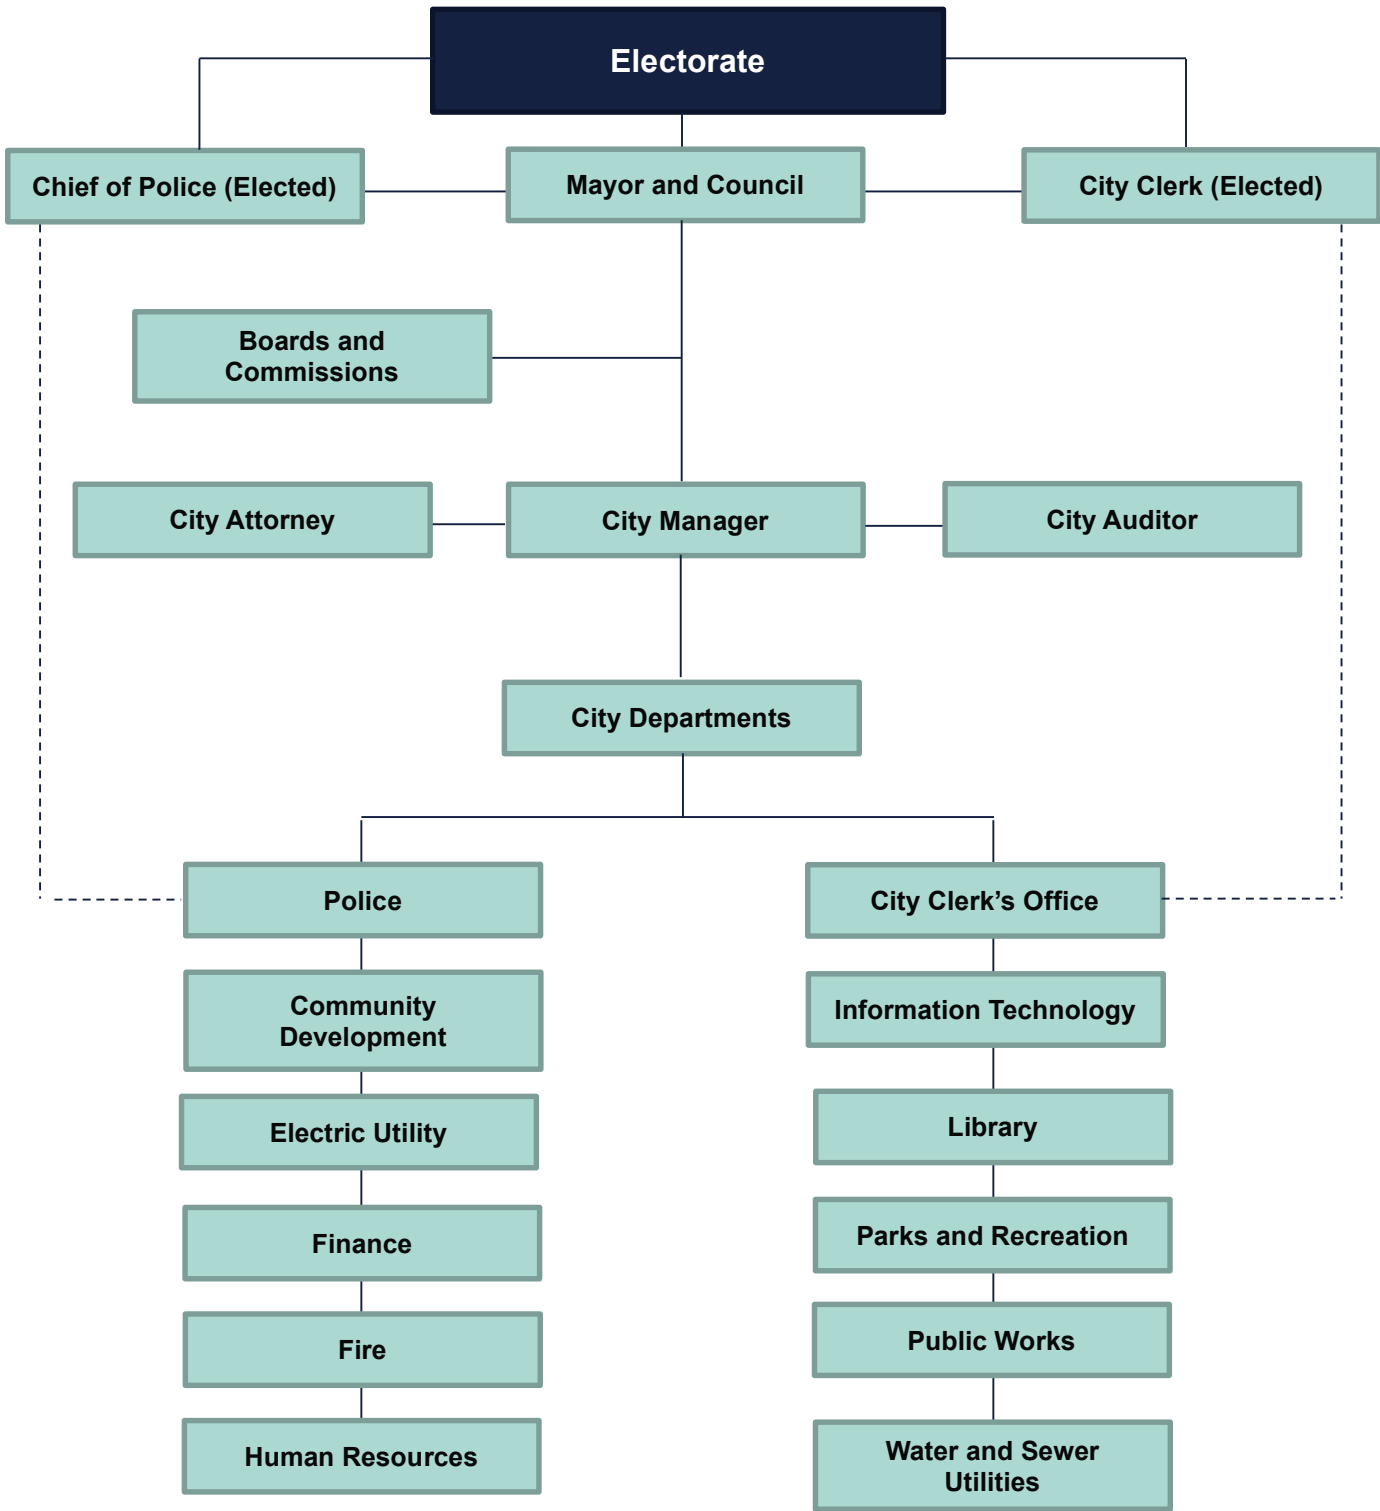 Electorate
Chief of Police (Elected)
Mayor and Council
City Clerk (Elected)
Boards and
Commissions
City Attorney
City Manager
City Auditor
City Departments
Police
City Clerk’s Office
Community
Development
Information Technology
Electric Utility
Library
Finance
Parks and Recreation
Fire
Public Works
Human Resources
Water and Sewer
Utilities